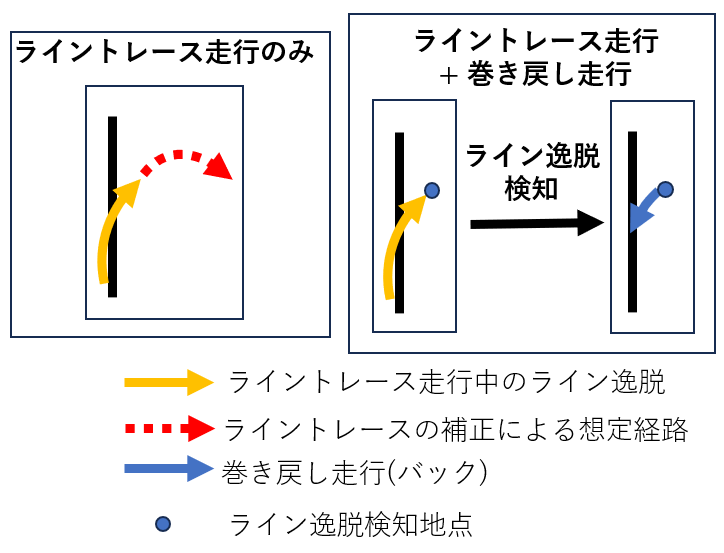 ライントレース走行のみ
ライントレース走行
+ 巻き戻し走行
ライン逸脱
検知
ライントレース走行中のライン逸脱
ライントレースの補正による想定経路
巻き戻し走行(バック)
ライン逸脱検知地点